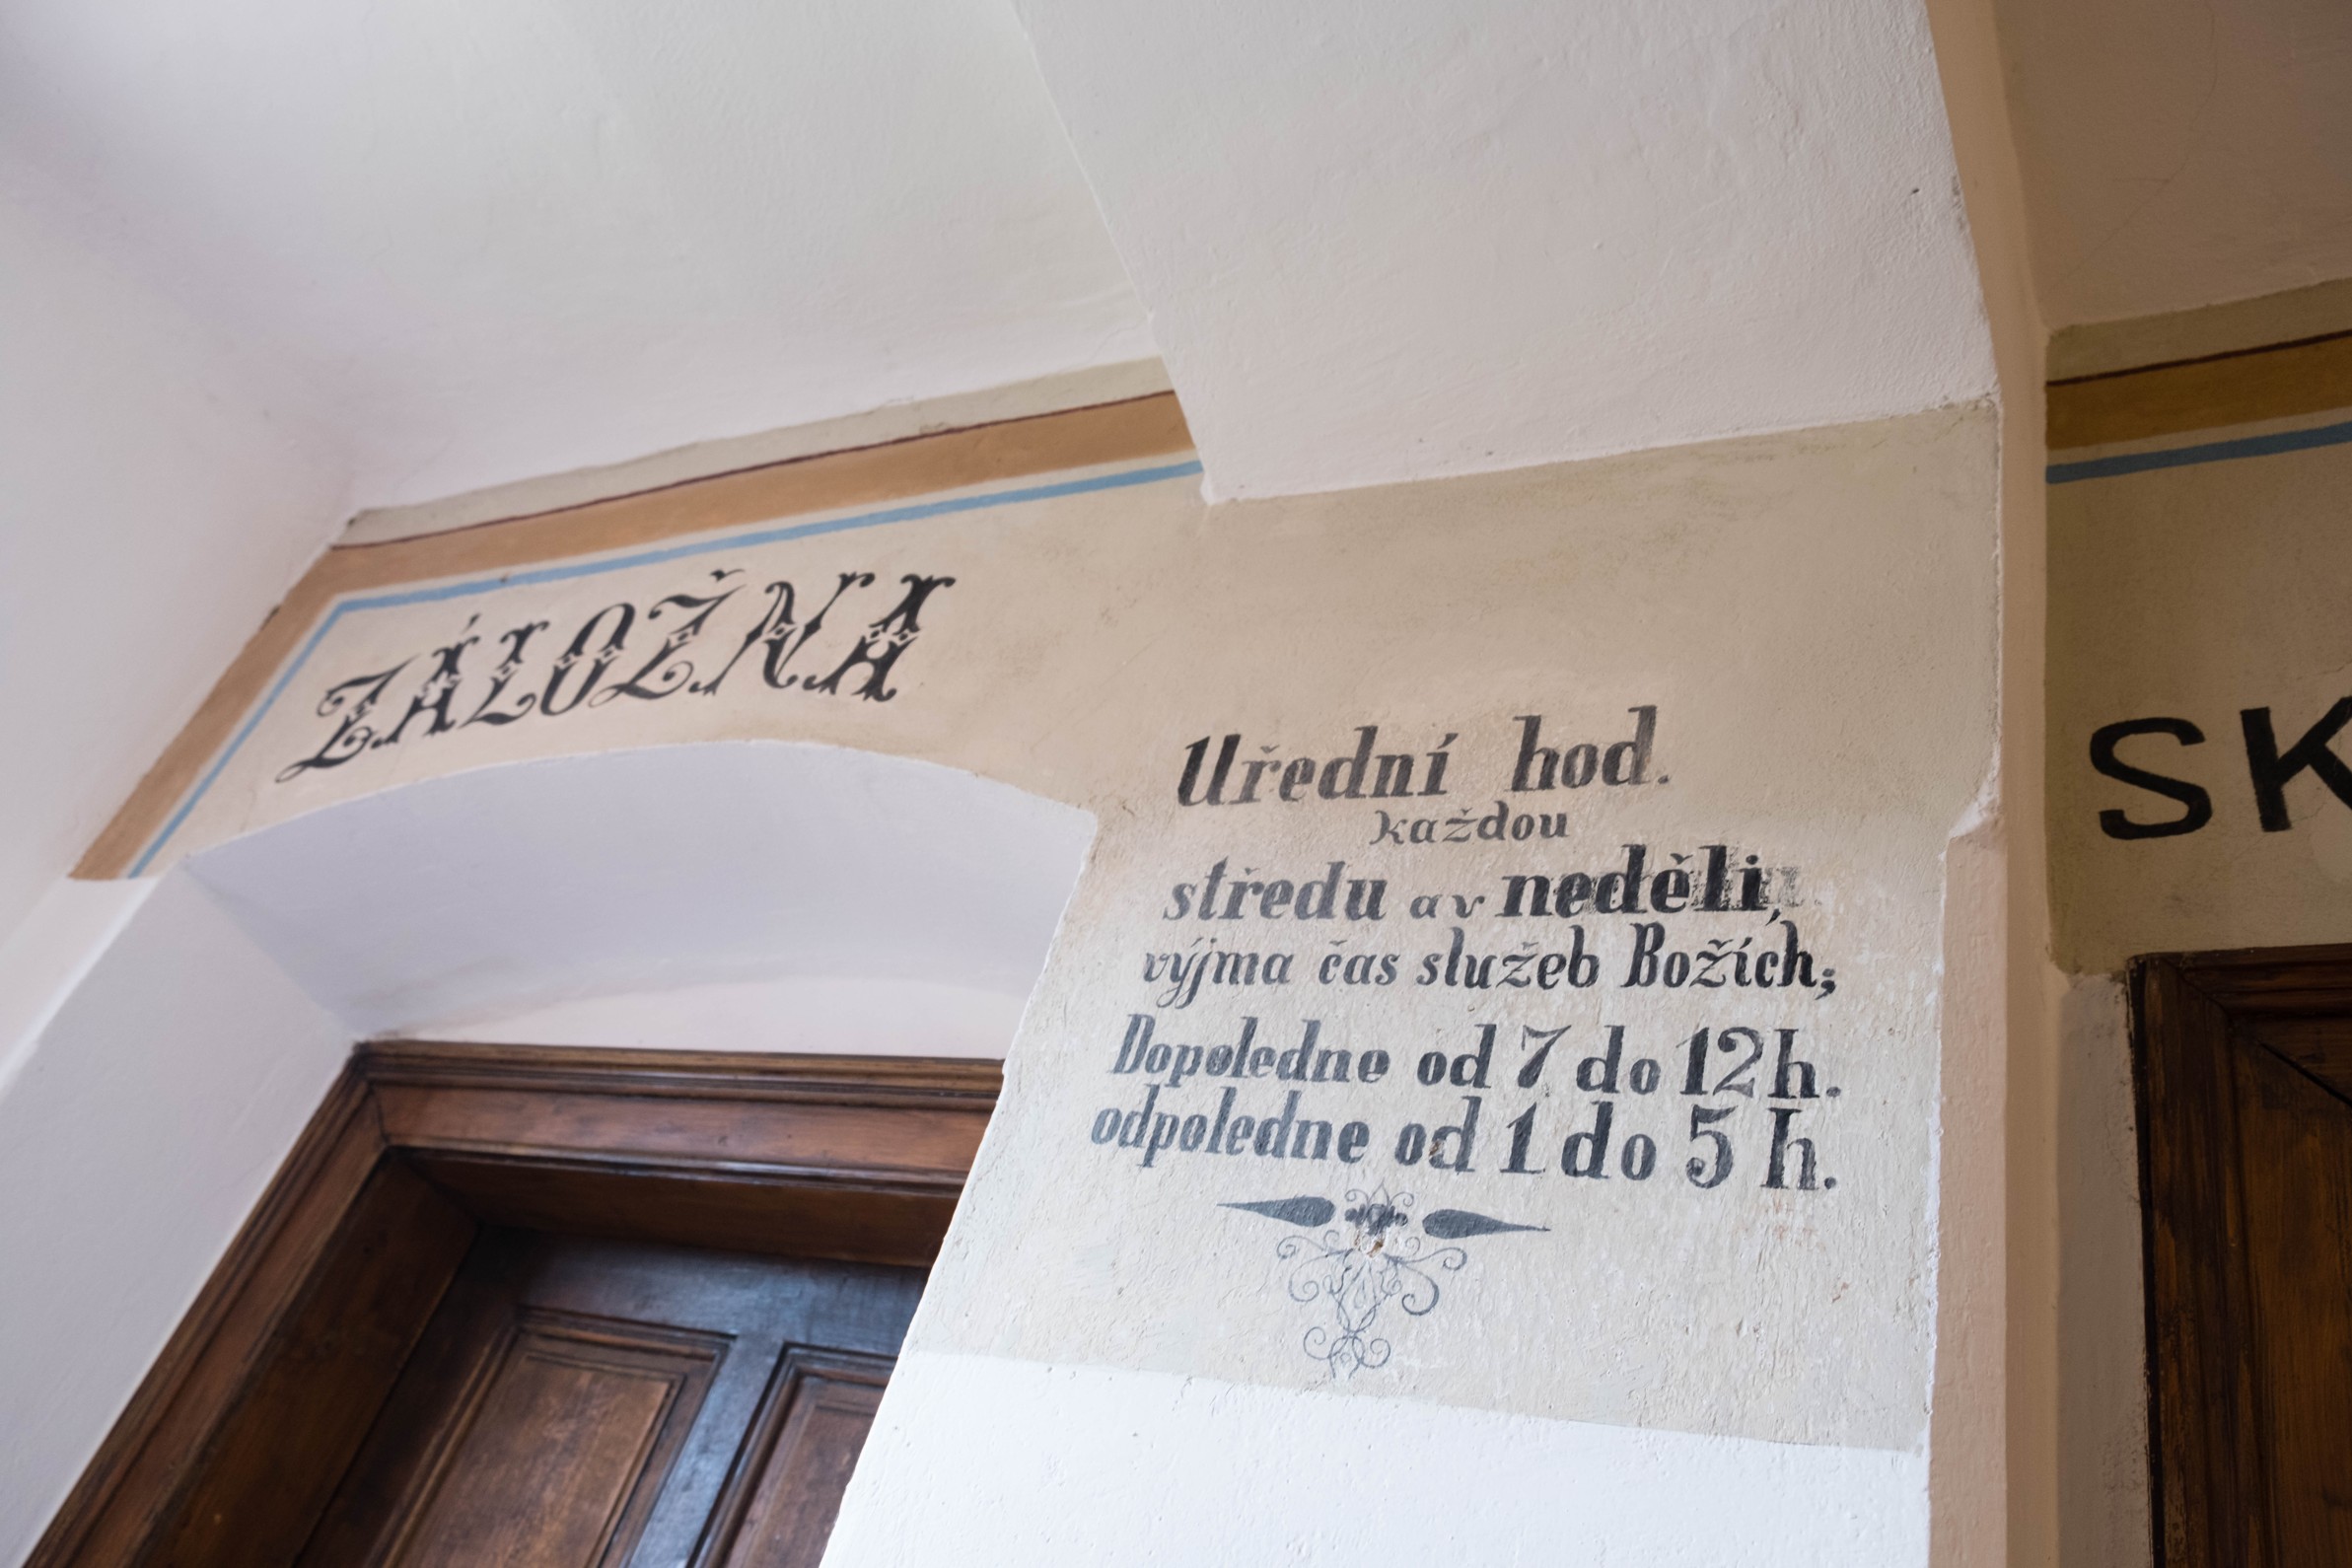 ZÁLOŽNA
Uřední hod.
každou
středu a v neděli,
výjma čas služeb Božích;
Dopoledne od 7 do 12 h.
odpoledne od 1 do 5 h.
SK